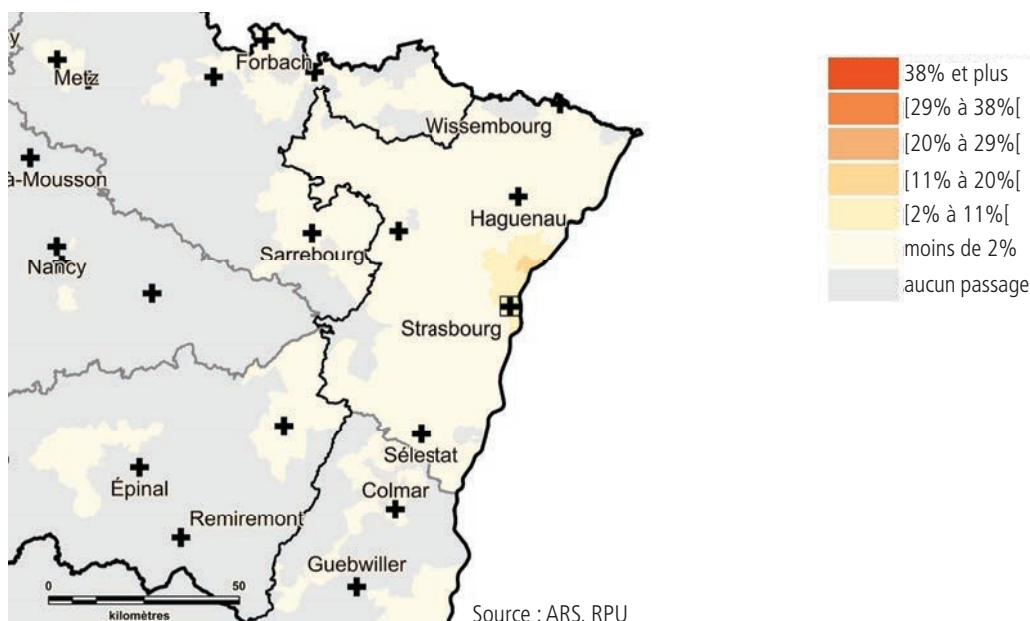 y
Metz
Forbach
Wissembourg
à-Mousson
Haguenau
Sarrebourg
Nancy
Strasbourg
Sélestat
Épinal
Colmar
Remiremont
Guebwiller
0 50
kilomètres
Source : ARS, RPU
38% et plus
[29% à 38%[
[20% à 29%[
[11% à 20%[
[2% à 11%[
moins de 2%
aucun passage